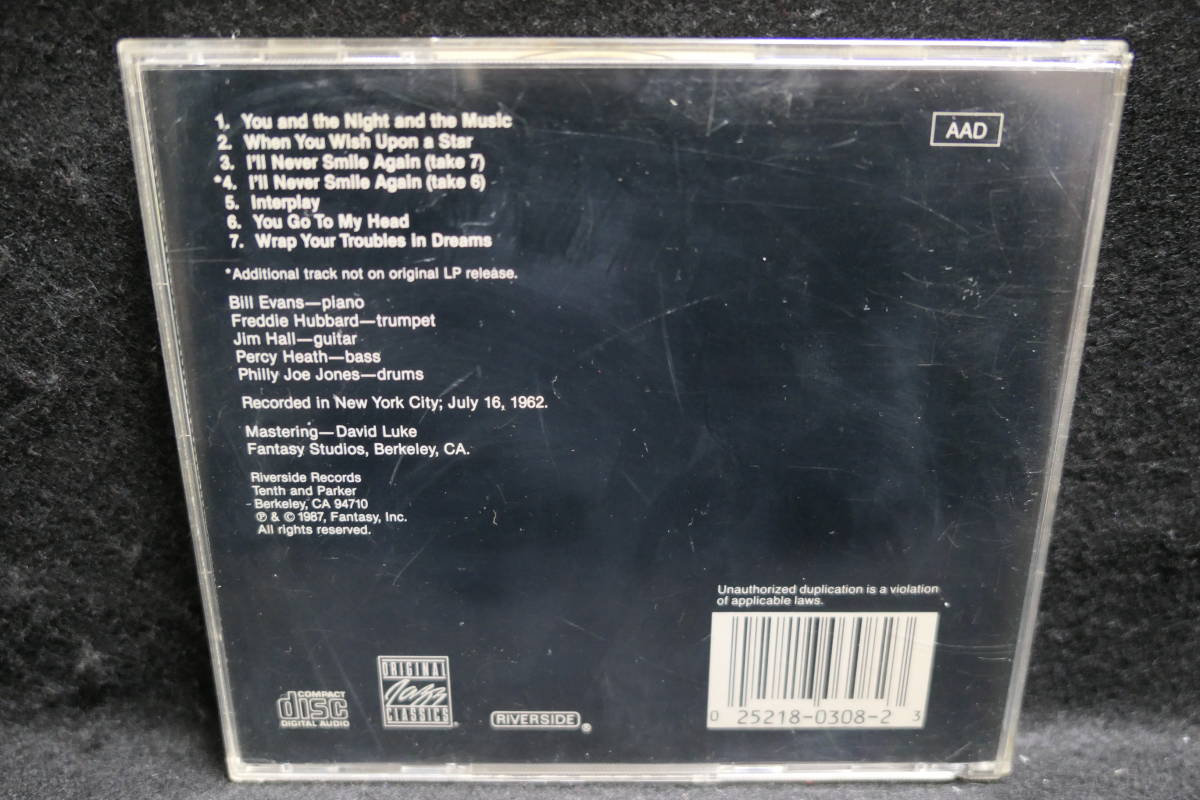 1. You and the Night and the Music
2. When You Wish Upon a Star
3. I'll Never Smile Again (take 7)
*4. I'll Never Smile Again (take 6)
5. Interplay
6. You Go To My Head
7. Wrap Your Troubles In Dreams
*Additional track not on original LP release.
Bill Evans—piano
Freddie Hubbard—trumpet
Jim Hall—guitar
Percy Heath—bass
Philly Joe Jones—drums
Recorded in New York City; July 16, 1962.
Mastering—David Luke
Fantasy Studios, Berkeley, CA.
Riverside Records
Tenth and Parker
Berkeley, CA 94710
℗ & © 1987, Fantasy, Inc.
All rights reserved.
AAD
Unauthorized duplication is a violation
of applicable laws.
0 25218-0308-2 3
COMPACT
disc
DIGITAL AUDIO
ORIGINAL
Jazz
CLASSICS
RIVERSIDE®